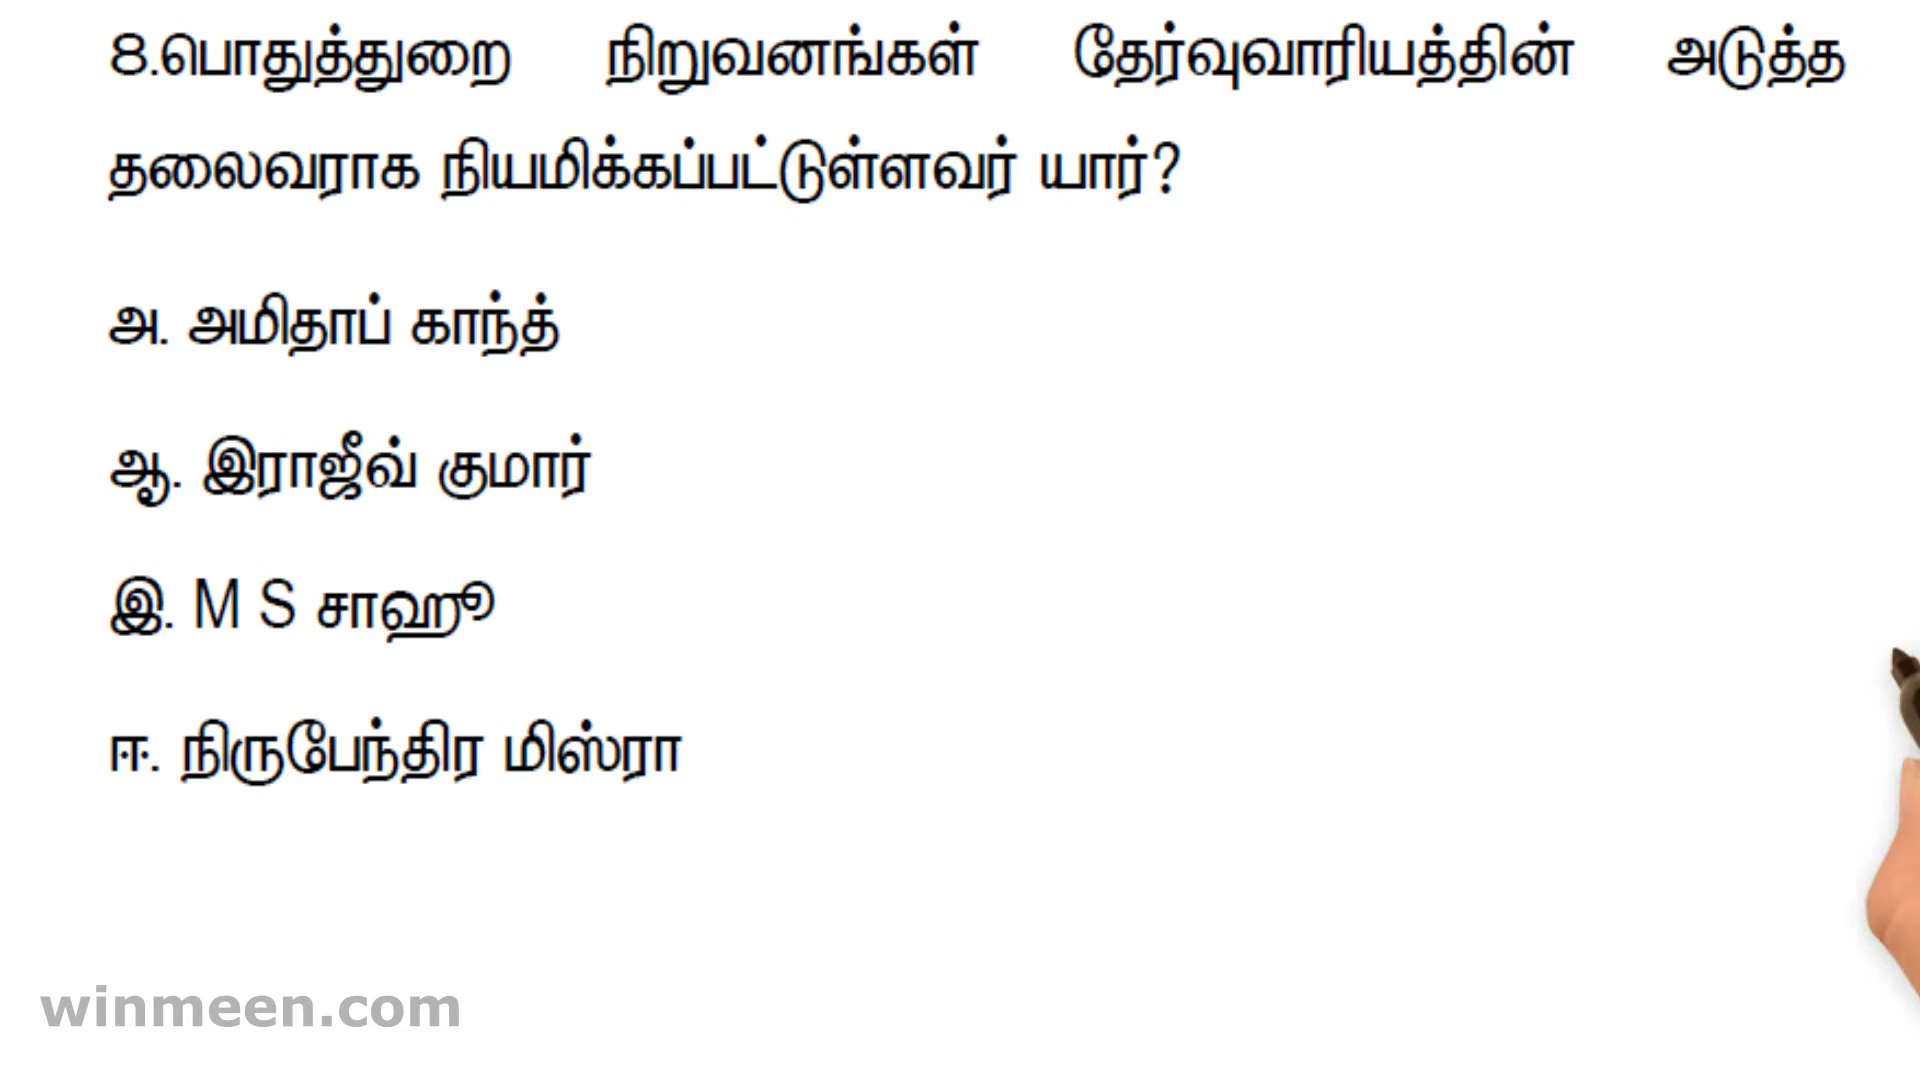 8.பொதுத்துறை நிறுவனங்கள் தேர்வுவாரியத்தின் அடுத்த
தலைவராக நியமிக்கப்பட்டுள்ளவர் யார்?
அ. அமிதாப் காந்த்
ஆ. இராஜீவ் குமார்
இ. M S சாஹூ
ஈ. நிருபேந்திர மிஸ்ரா
winmeen.com